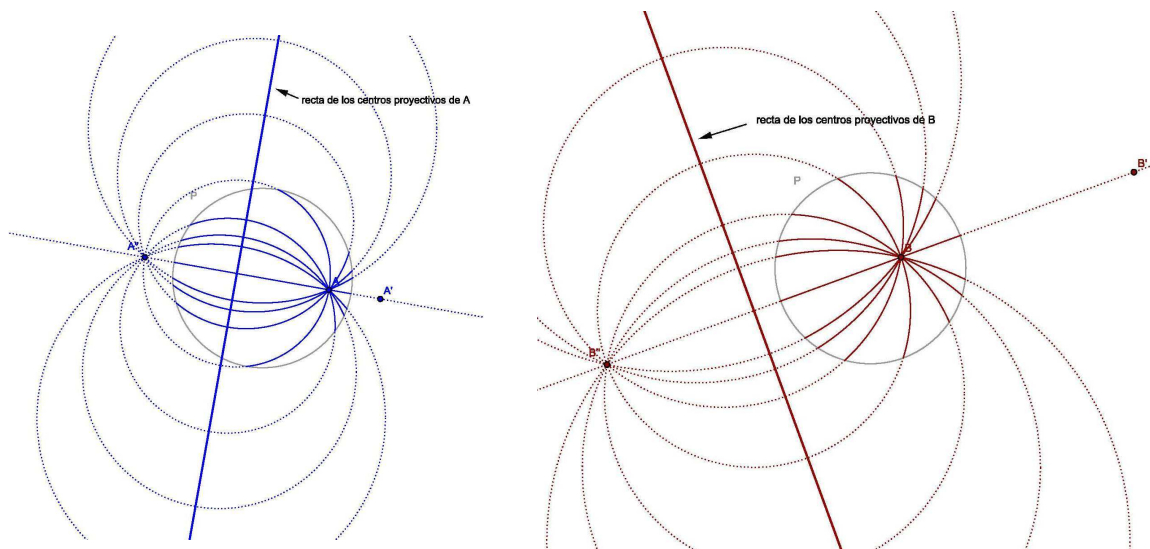 recta de los centros proyectivos de A
P
A''
A
A'
recta de los centros proyectivos de B
B'
P
B
B''